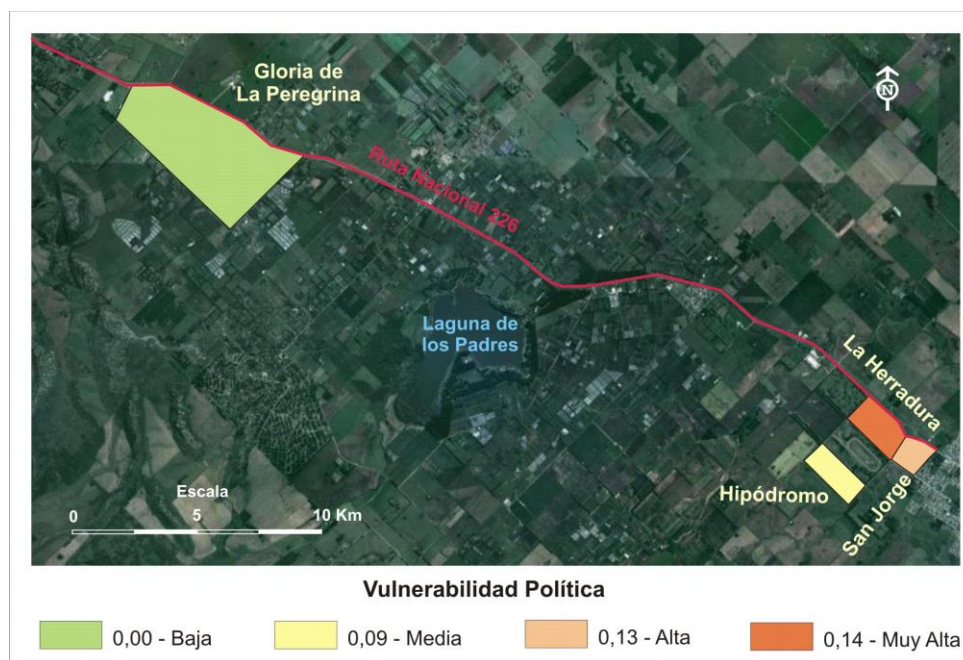 Gloria de
La Peregrina
N
Ruta Nacional 226
Laguna de
los Padres
La Herradura
Hipódromo
San Jorge
Escala
0 5 10 Km
Vulnerabilidad Política
0,00 - Baja
0,09 - Media
0,13 - Alta
0,14 - Muy Alta